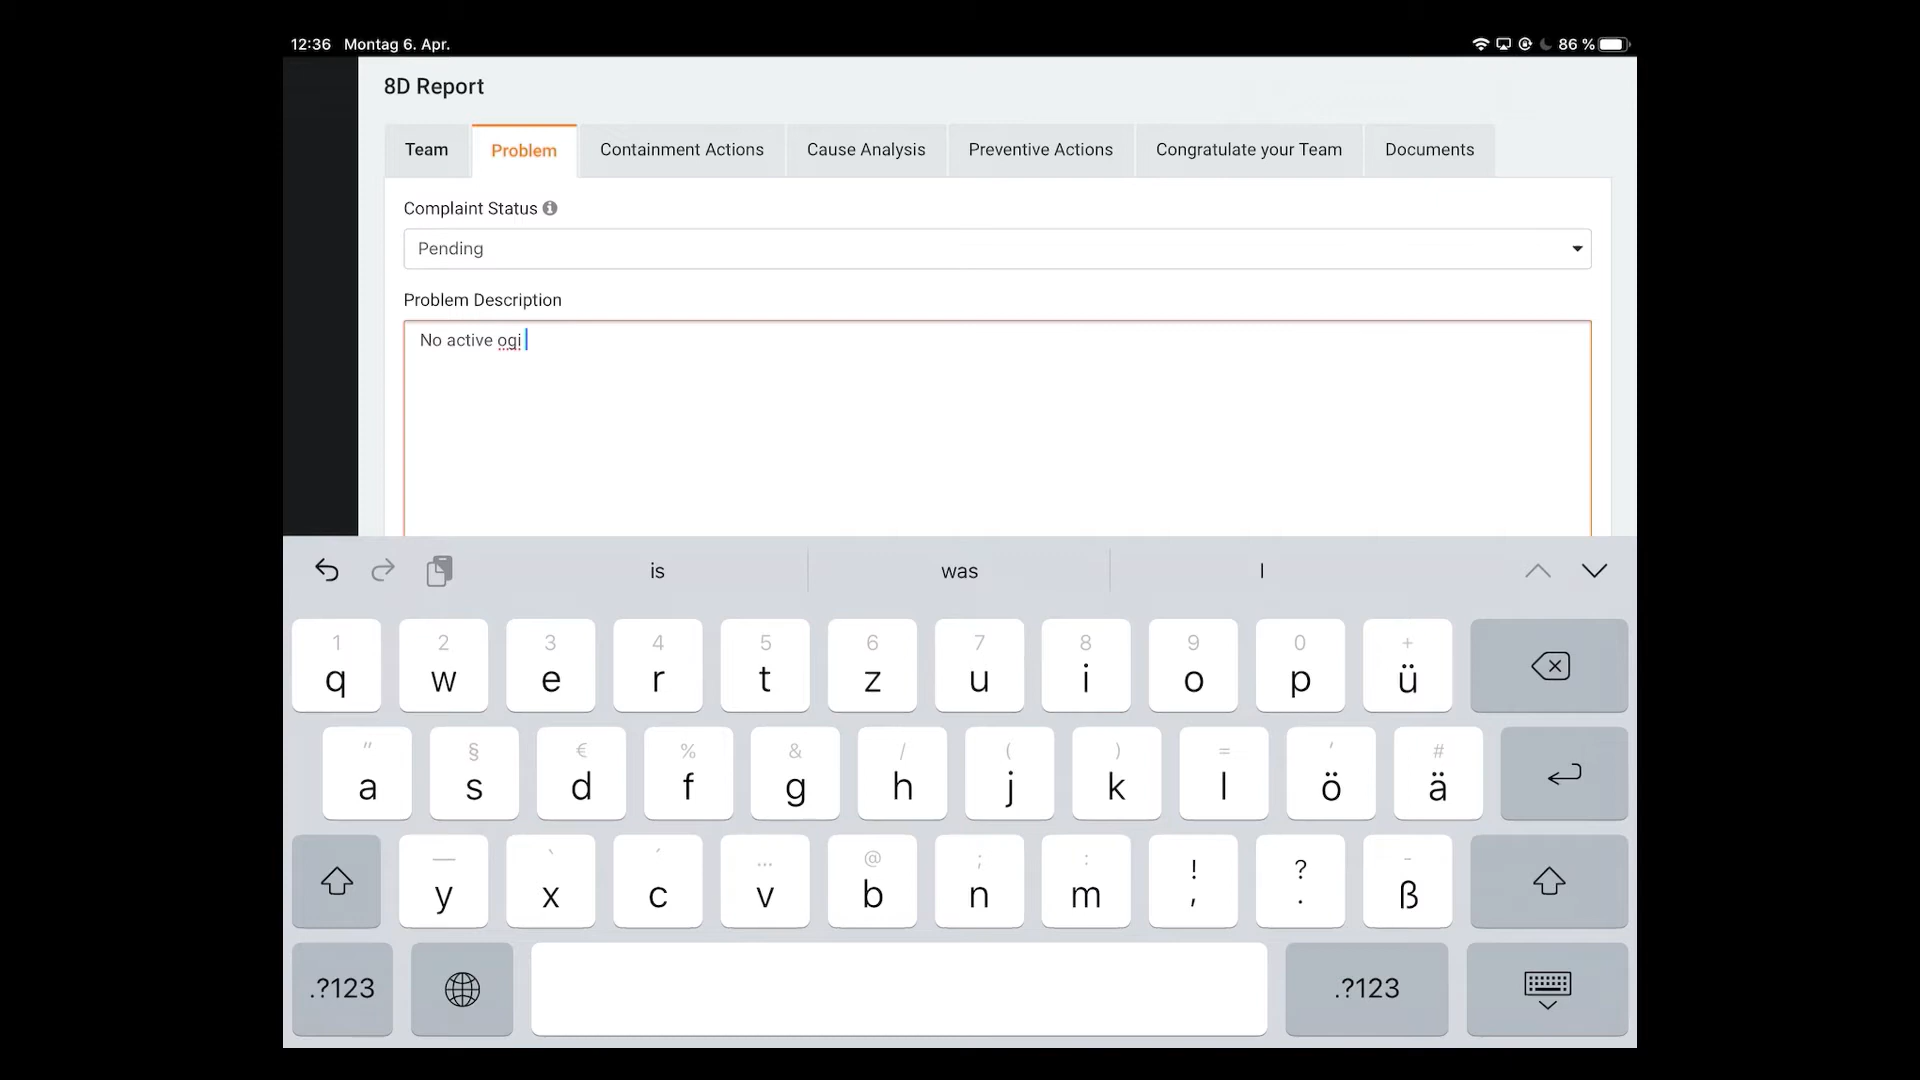 12:36 Montag 6. Apr. 86 %
8D Report
Team Problem Containment Actions Cause Analysis Preventive Actions Congratulate your Team Documents
Complaint Status
Pending
Problem Description
No active ogi
is was I
1 2 3 4 5 6 7 8 9 0 +
q w e r t z u i o p ü
" § € % & / ( ) = ' #
a s d f g h j k l ö ä
— ` ´ … @ ; : ! ? -
y x c v b n m , . ß
.?123 .?123